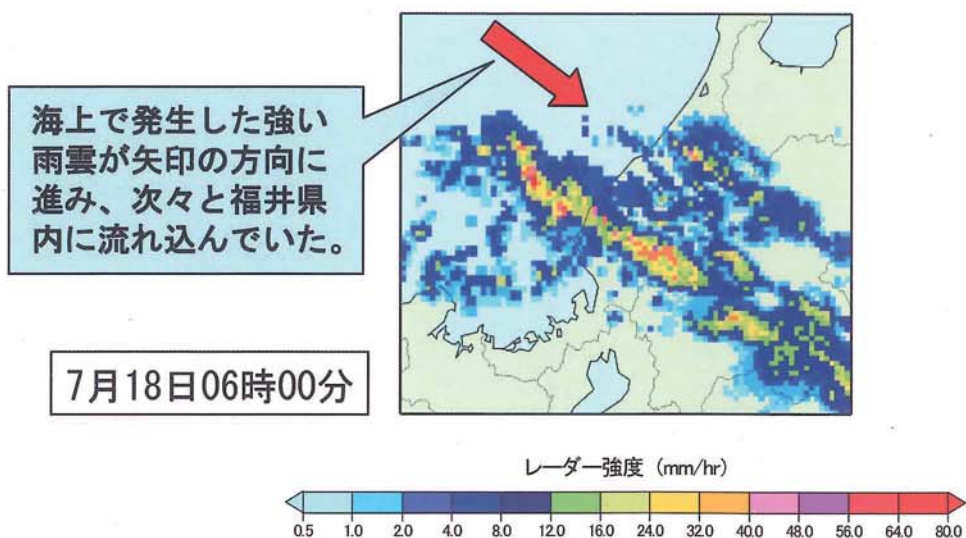 海上で発生した強い
雨雲が矢印の方向に
進み、次々と福井県
内に流れ込んでいた。
7月18日06時00分
レーダー強度 (mm/hr)
0.5 1.0 2.0 4.0 8.0 12.0 16.0 24.0 32.0 40.0 48.0 56.0 64.0 80.0